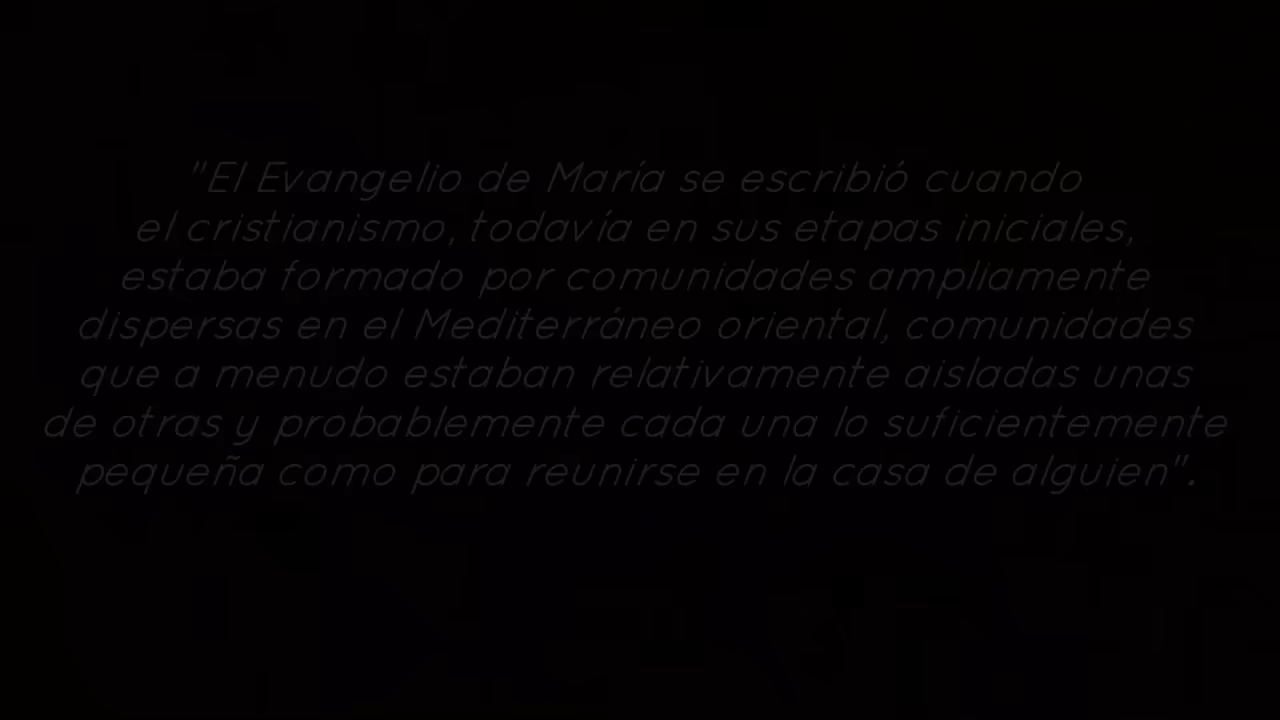 "El Evangelio de María se escribió cuando
el cristianismo, todavía en sus etapas iniciales,
estaba formado por comunidades ampliamente
dispersas en el Mediterráneo oriental, comunidades
que a menudo estaban relativamente aisladas unas
de otras y probablemente cada una lo suficientemente
pequeña como para reunirse en la casa de alguien".